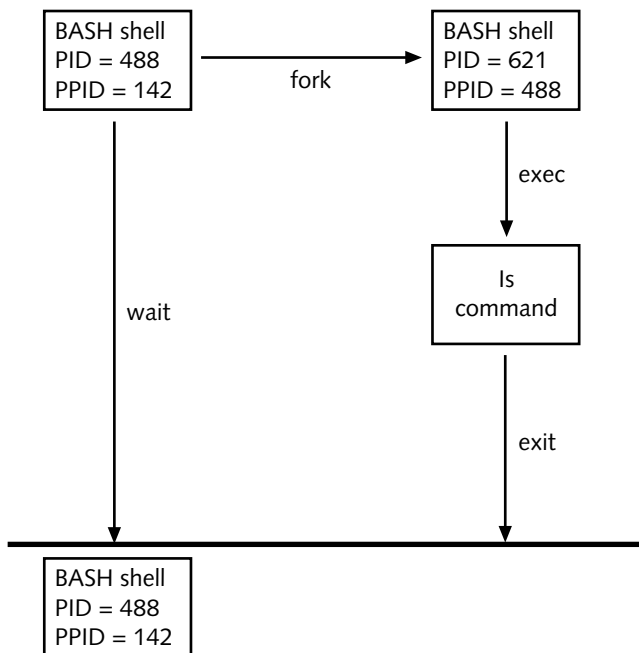 BASH shell
PID = 488
PPID = 142
fork
BASH shell
PID = 621
PPID = 488
exec
ls
command
wait
exit
BASH shell
PID = 488
PPID = 142